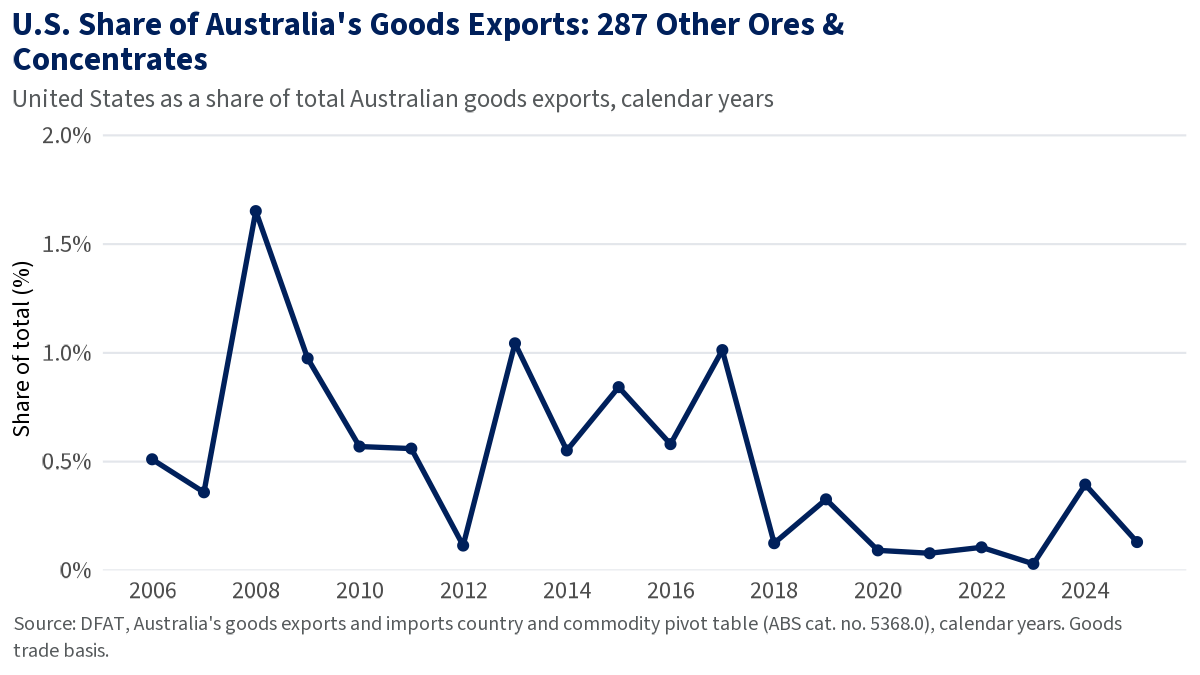 U.S. Share of Australia's Goods Exports: 287 Other Ores &
Concentrates
United States as a share of total Australian goods exports, calendar years
2.0%
1.5%
1.0%
0.5%
0%
Share of total (%)
2006 2008 2010 2012 2014 2016 2018 2020 2022 2024
Source: DFAT, Australia's goods exports and imports country and commodity pivot table (ABS cat. no. 5368.0), calendar years. Goods
trade basis.